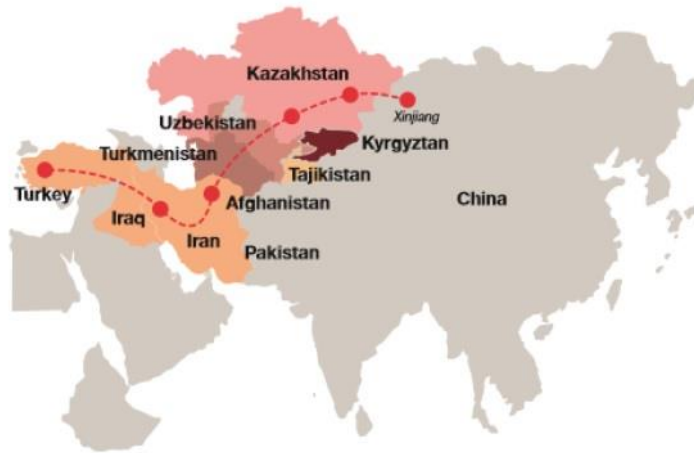 Kazakhstan
Xinjiang
Uzbekistan
Kyrgyztan
Turkmenistan
Tajikistan
Turkey
Afghanistan
China
Iraq
Iran
Pakistan